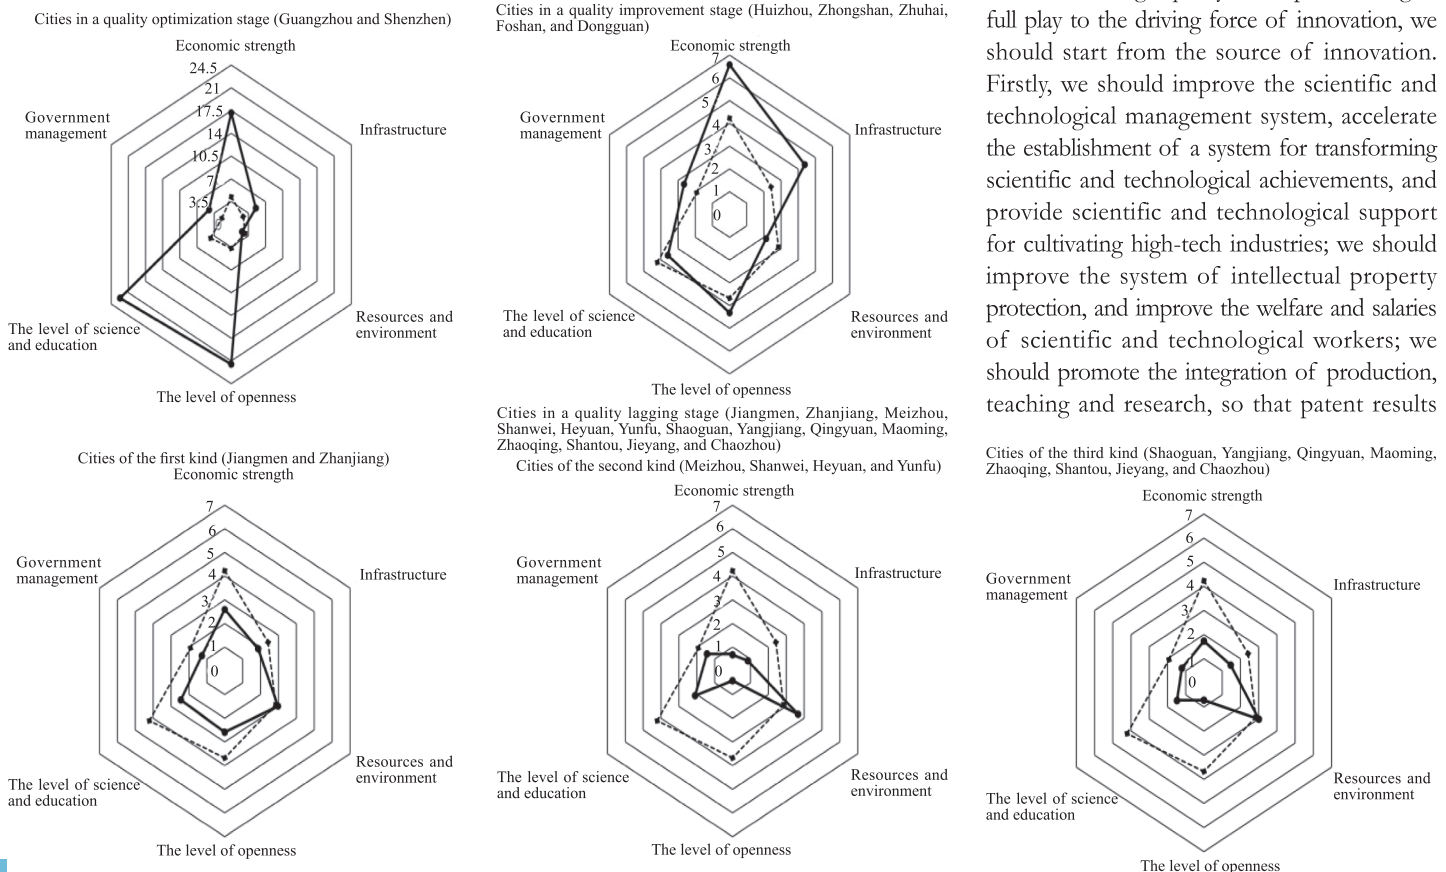 Cities in a quality optimization stage (Guangzhou and Shenzhen)
Economic strength
24.5
21
17.5
14
10.5
7
3.5
0
Government
management
Infrastructure
The level of science
and education
Resources and
environment
The level of openness
Cities in a quality improvement stage (Huizhou, Zhongshan, Zhuhai,
Foshan, and Dongguan)
Economic strength
7
6
5
4
3
2
1
0
Government
management
Infrastructure
The level of science
and education
Resources and
environment
The level of openness
full play to the driving force of innovation, we
should start from the source of innovation.
Firstly, we should improve the scientific and
technological management system, accelerate
the establishment of a system for transforming
scientific and technological achievements, and
provide scientific and technological support
for cultivating high-tech industries; we should
improve the system of intellectual property
protection, and improve the welfare and salaries
of scientific and technological workers; we
should promote the integration of production,
teaching and research, so that patent results
Cities in a quality lagging stage (Jiangmen, Zhanjiang, Meizhou,
Shanwei, Heyuan, Yunfu, Shaoguan, Yangjiang, Qingyuan, Maoming,
Zhaoqing, Shantou, Jieyang, and Chaozhou)
Cities of the first kind (Jiangmen and Zhanjiang)
Economic strength
7
6
5
4
3
2
1
0
Government
management
Infrastructure
The level of science
and education
Resources and
environment
The level of openness
Cities of the second kind (Meizhou, Shanwei, Heyuan, and Yunfu)
Economic strength
7
6
5
4
3
2
1
0
Government
management
Infrastructure
The level of science
and education
Resources and
environment
The level of openness
Cities of the third kind (Shaoguan, Yangjiang, Qingyuan, Maoming,
Zhaoqing, Shantou, Jieyang, and Chaozhou)
Economic strength
7
6
5
4
3
2
1
0
Government
management
Infrastructure
The level of science
and education
Resources and
environment
The level of openness